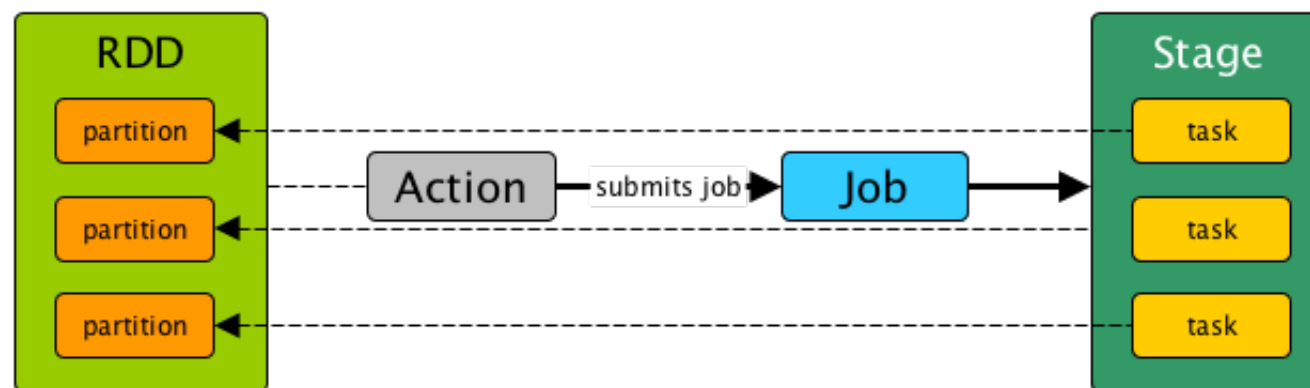 RDD
partition
partition
partition
Action
submits job
Job
Stage
task
task
task